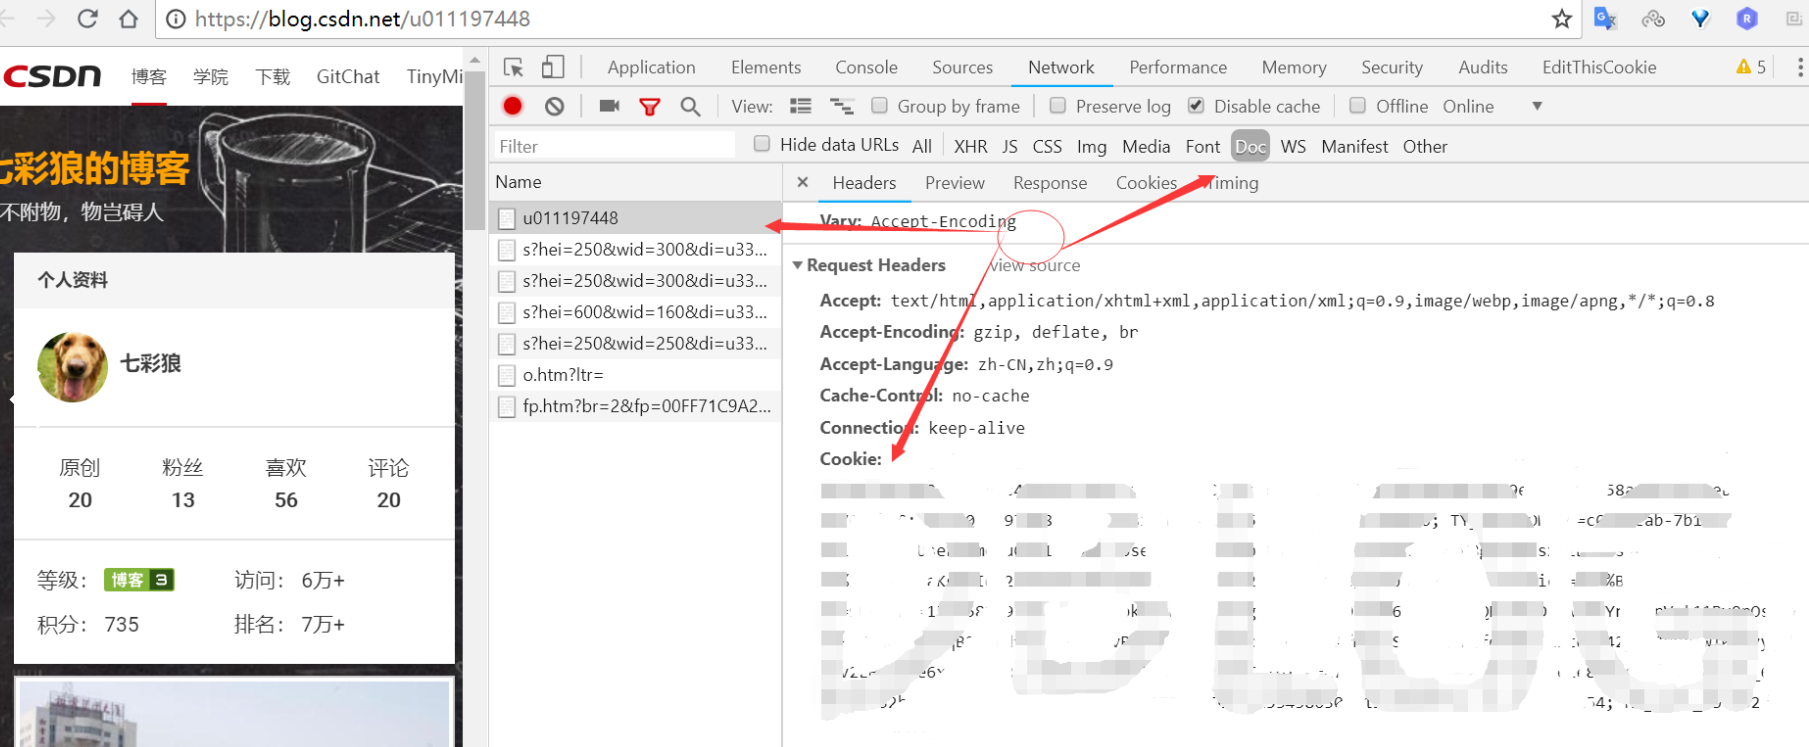 https://blog.csdn.net/u011197448
CSDN 博客 学院 下载 GitChat TinyMi
七彩狼的博客
不附物，物岂碍人
个人资料
七彩狼
原创 粉丝 喜欢 评论
20 13 56 20
等级： 博客 3 访问： 6万+
积分： 735 排名： 7万+
Application Elements Console Sources Network Performance Memory Security Audits EditThisCookie 5
View: Group by frame Preserve log Disable cache Offline Online
Filter Hide data URLs All XHR JS CSS Img Media Font Doc WS Manifest Other
Name
u011197448
s?hei=250&wid=300&di=u33...
s?hei=250&wid=300&di=u33...
s?hei=600&wid=160&di=u33...
s?hei=250&wid=250&di=u33...
o.htm?ltr=
fp.htm?br=2&fp=00FF71C9A2...
Headers Preview Response Cookies Timing
Vary: Accept-Encoding
Request Headers view source
Accept: text/html,application/xhtml+xml,application/xml;q=0.9,image/webp,image/apng,*/*;q=0.8
Accept-Encoding: gzip, deflate, br
Accept-Language: zh-CN,zh;q=0.9
Cache-Control: no-cache
Connection: keep-alive
Cookie: